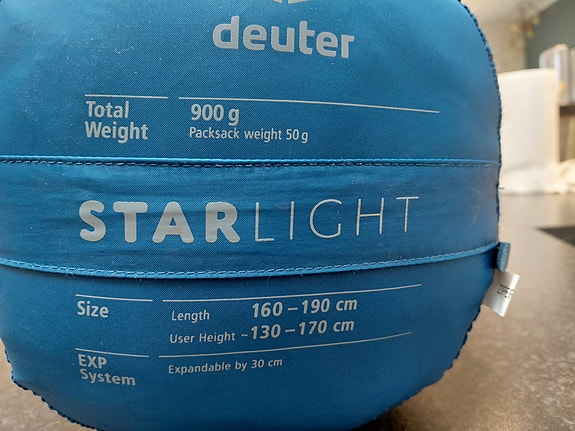 deuter
Total Weight
900 g
Packsack weight 50 g
STARLIGHT
Size
Length 160 – 190 cm
User Height ~130 – 170 cm
EXP System
Expandable by 30 cm